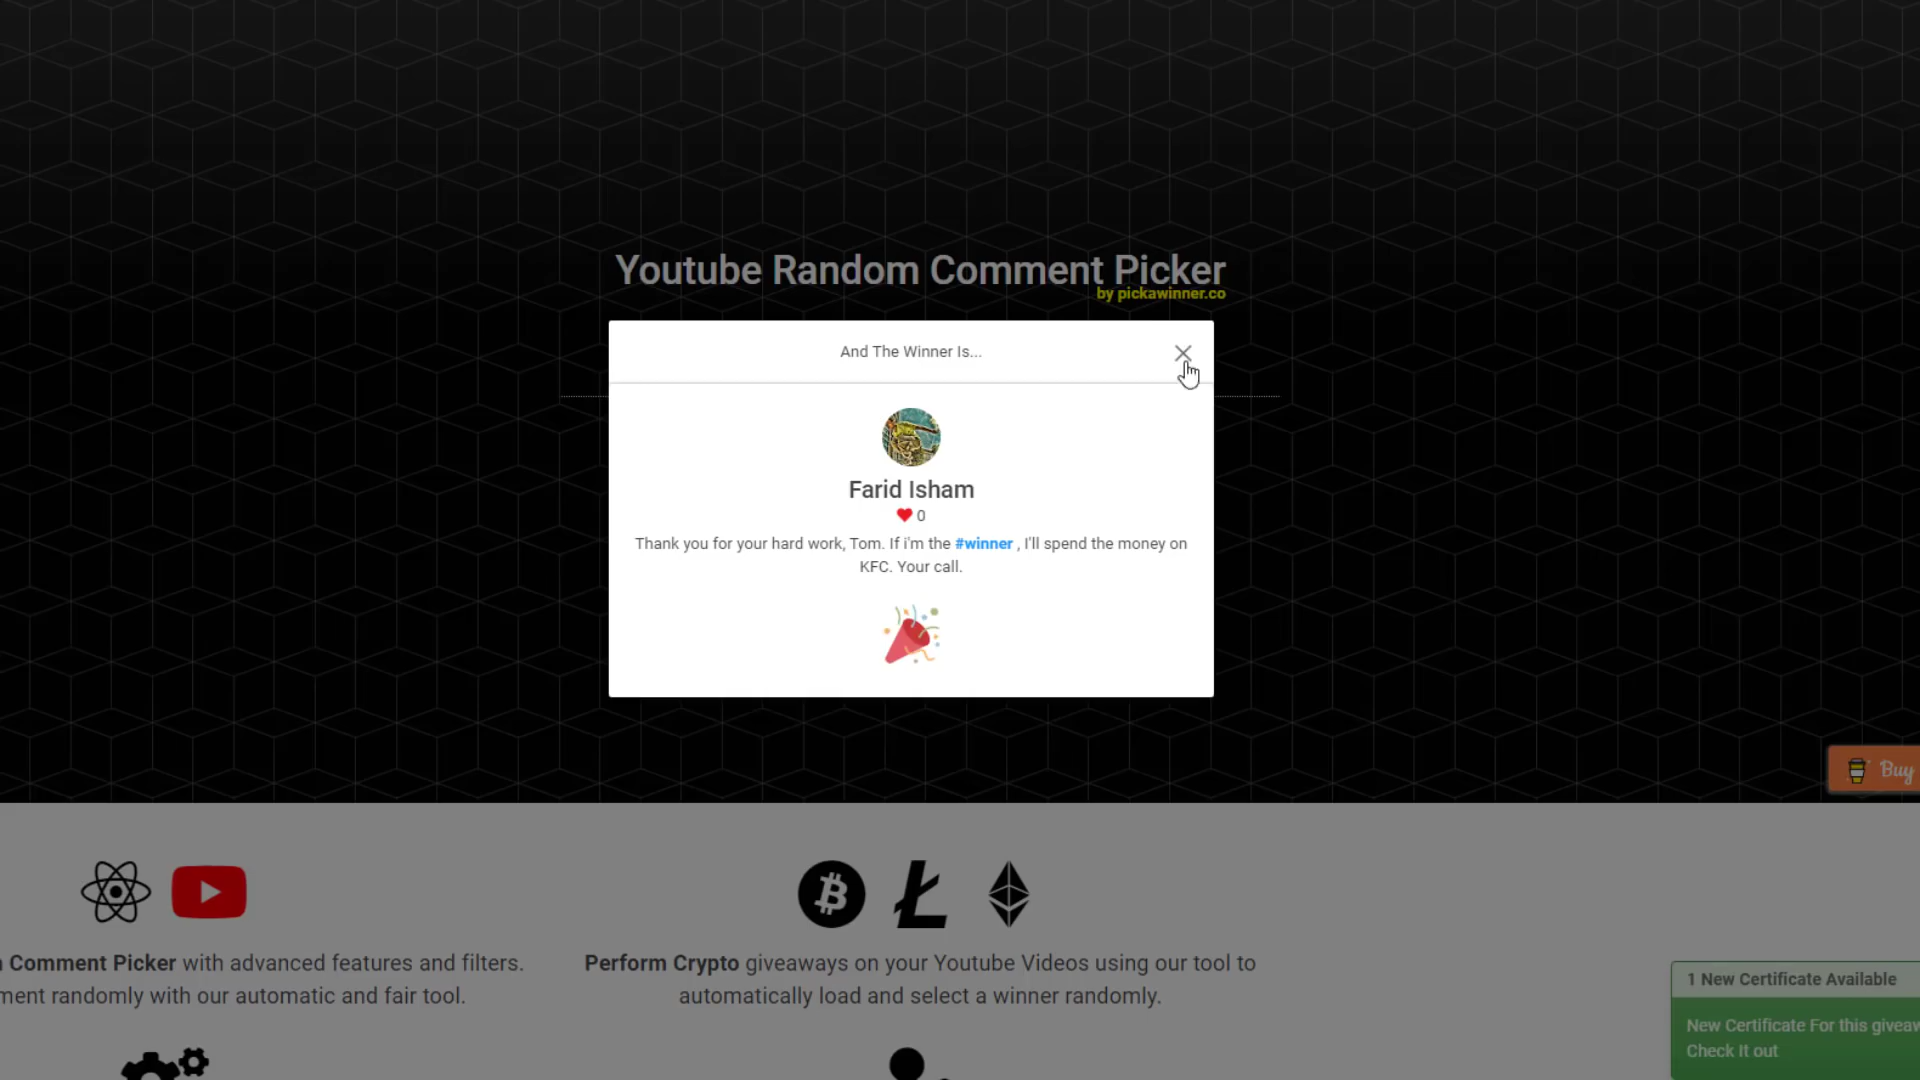 Youtube Random Comment Picker
by pickawinner.co
And The Winner Is...
Farid Isham
0
Thank you for your hard work, Tom. If i'm the #winner , I'll spend the money on
KFC. Your call.
Buy
Comment Picker with advanced features and filters.
randomly with our automatic and fair tool.
Perform Crypto giveaways on your Youtube Videos using our tool to
automatically load and select a winner randomly.
1 New Certificate Available
New Certificate For this
Check It out